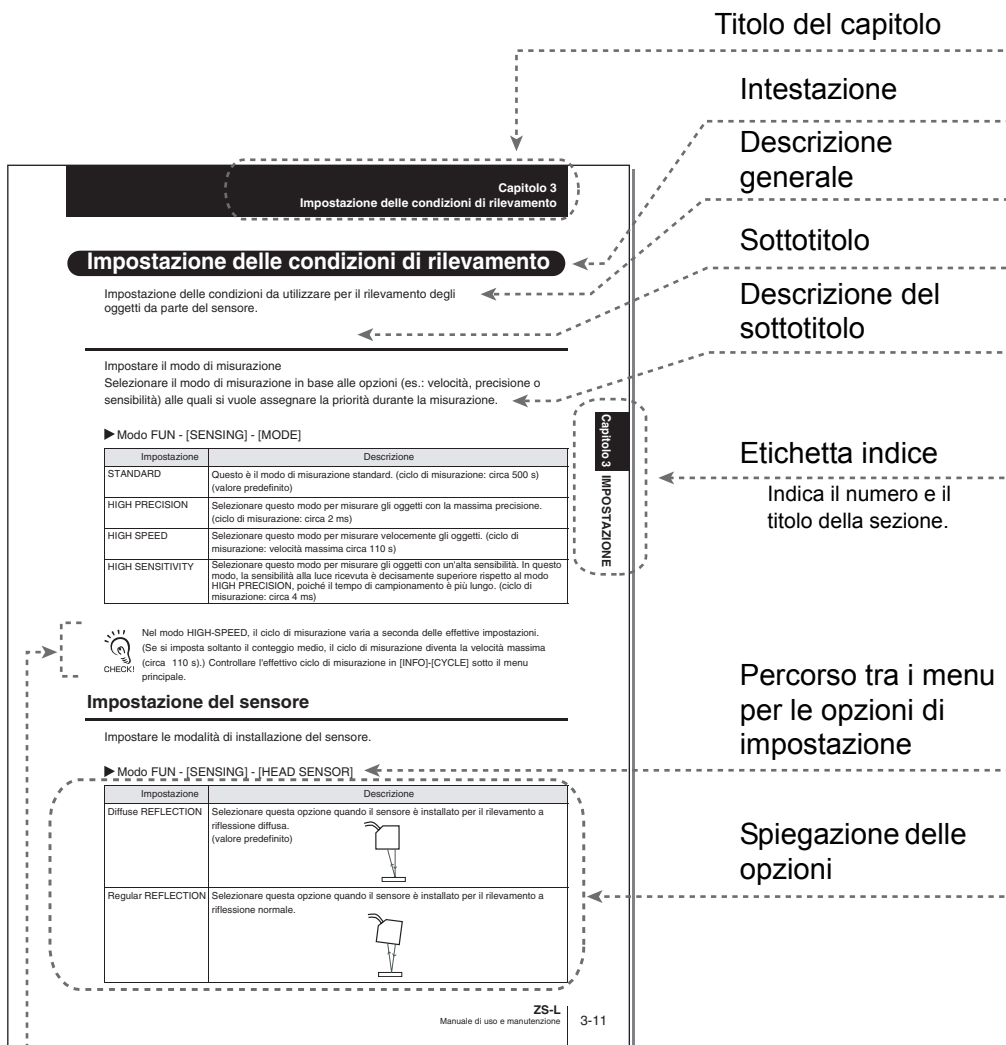 Titolo del capitolo
Intestazione
Descrizione
generale
Sottotitolo
Descrizione del
sottotitolo
Etichetta indice
Indica il numero e il
titolo della sezione.
Percorso tra i menu
per le opzioni di
impostazione
Spiegazione delle
opzioni
Capitolo 3
Impostazione delle condizioni di rilevamento
Impostazione delle condizioni di rilevamento
Impostazione delle condizioni da utilizzare per il rilevamento degli
oggetti da parte del sensore.
Impostare il modo di misurazione
Selezionare il modo di misurazione in base alle opzioni (es.: velocità, precisione o
sensibilità) alle quali si vuole assegnare la priorità durante la misurazione.
▶Modo FUN - [SENSING] - [MODE]
Impostazione Descrizione
STANDARD Questo è il modo di misurazione standard. (ciclo di misurazione: circa 500 s)
(valore predefinito)
HIGH PRECISION Selezionare questo modo per misurare gli oggetti con la massima precisione.
(ciclo di misurazione: circa 2 ms)
HIGH SPEED Selezionare questo modo per misurare velocemente gli oggetti. (ciclo di
misurazione: velocità massima circa 110 s)
HIGH SENSITIVITY Selezionare questo modo per misurare gli oggetti con un'alta sensibilità. In questo
modo, la sensibilità alla luce ricevuta è decisamente superiore rispetto al modo
HIGH PRECISION, poiché il tempo di campionamento è più lungo. (ciclo di
misurazione: circa 4 ms)
Capitolo 3 IMPOSTAZIONE
CHECK!
Nel modo HIGH-SPEED, il ciclo di misurazione varia a seconda delle effettive impostazioni.
(Se si imposta soltanto il conteggio medio, il ciclo di misurazione diventa la velocità massima
(circa 110 s).) Controllare l'effettivo ciclo di misurazione in [INFO]-[CYCLE] sotto il menu
principale.
Impostazione del sensore
Impostare le modalità di installazione del sensore.
▶Modo FUN - [SENSING] - [HEAD SENSOR]
Impostazione Descrizione
Diffuse REFLECTION Selezionare questa opzione quando il sensore è installato per il rilevamento a
riflessione diffusa.
(valore predefinito)
Regular REFLECTION Selezionare questa opzione quando il sensore è installato per il rilevamento a
riflessione normale.
ZS-L
Manuale di uso e manutenzione
3-11